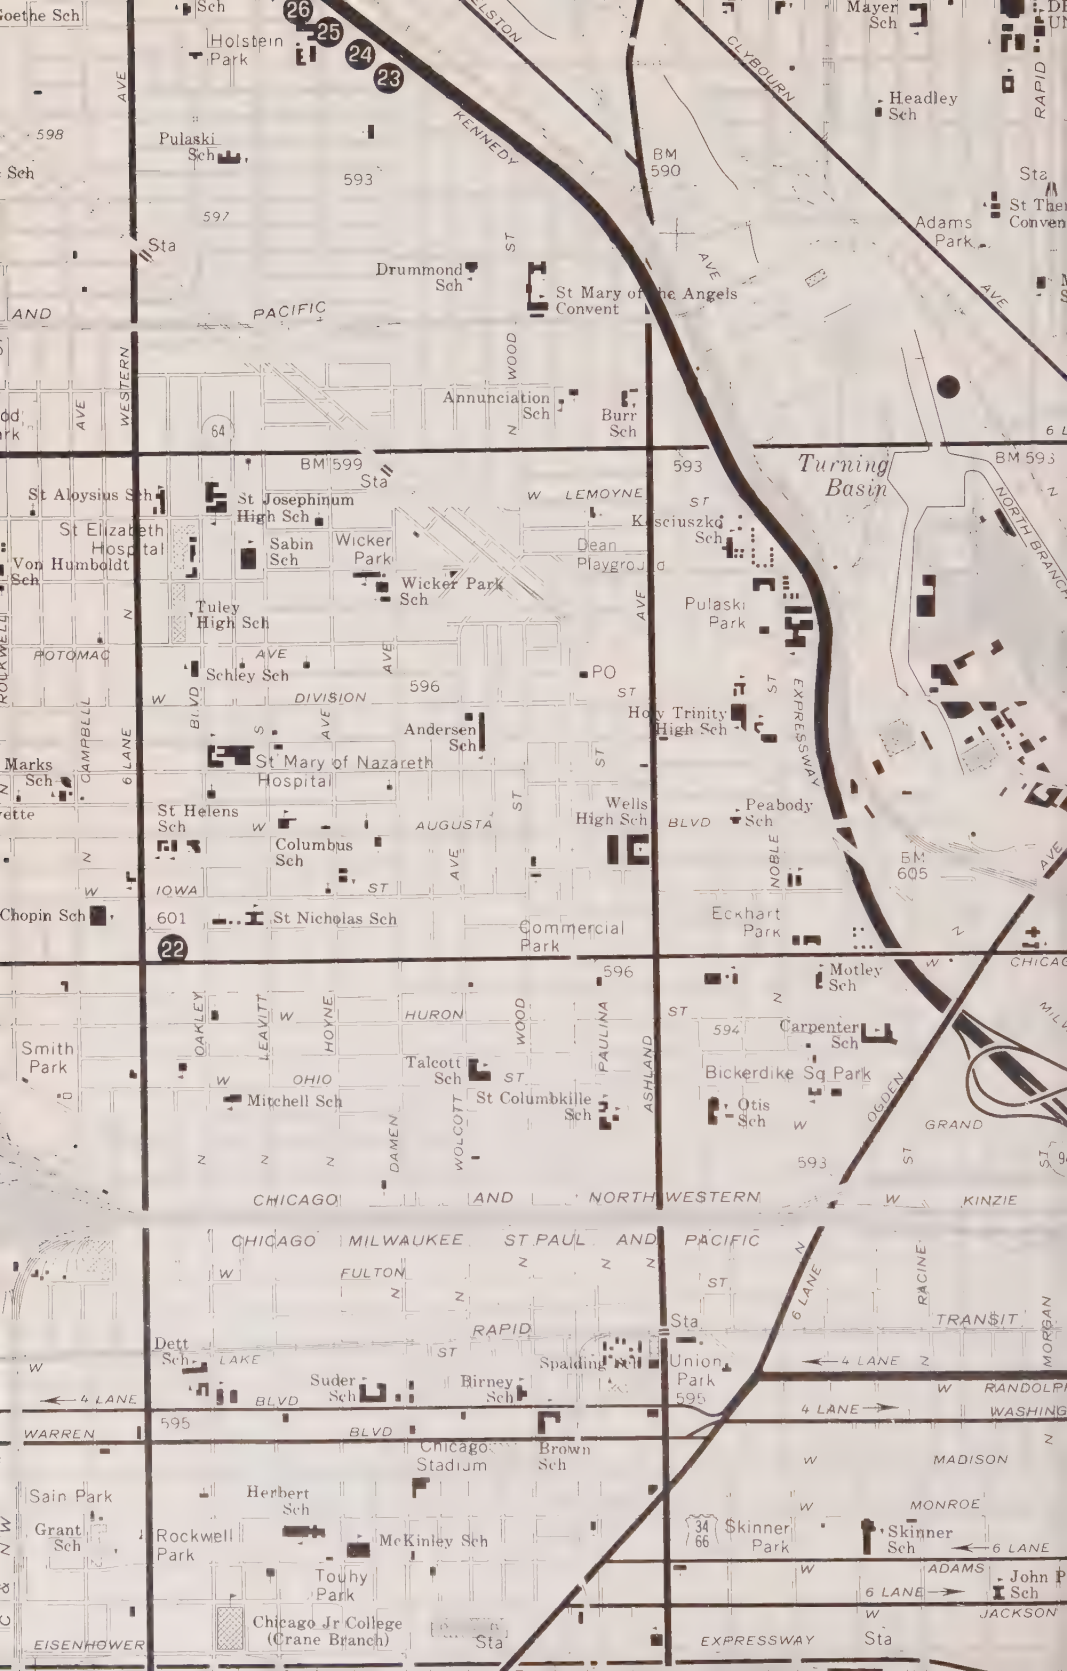 Goethe Sch
Sch
26
25
24
23
Holstein
Park
ELSTON
CLYBOURN
Mayer
Sch
RAPID
AVE
Headley
Sch
598
Pulaski
Sch
KENNEDY
BM
590
Sch
593
597
Sta
St Ther
Conven
Adams
Park
Sta
ST
AVE
Drummond
Sch
St Mary of the Angels
Convent
AVE
AND
PACIFIC
WOOD
WESTERN
AVE
Annunciation
Sch
Burr
Sch
N
64
6 L
BM 599
Sta
593
Turning
Basin
BM 593
N
NORTH BRANCH
St Aloysius Sch
St Josephinum
High Sch
W LEMOYNE
ST
Kosciuszko
Sch
St Elizabeth
Hospital
Sabin
Sch
Wicker
Park
Dean
Playground
Von Humboldt
Sch
Wicker Park
Sch
N
AVE
Tuley
High Sch
Pulaski
Park
ROCKWELL
POTOMAC
AVE
AVE
Schley Sch
PO
596
ST
W DIVISION
ST
EXPRESSWAY
CAMPBELL
BLVD
S
AVE
Andersen
Sch
Holy Trinity
High Sch
6 LANE
Marks
Sch
St Mary of Nazareth
Hospital
ST
N
ST
St Helens
Sch
W
AUGUSTA
Wells
High Sch
BLVD
Peabody
Sch
Columbus
Sch
AVE
NOBLE
BM
605
AVE
N
W IOWA
ST
Chopin Sch
601
St Nicholas Sch
Commercial
Park
Eckhart
Park
N
22
W
CHICAG
596
Motley
Sch
N
OAKLEY
LEAVITT
W
HOYNE
HURON
WOOD
PAULINA
ST
594
Carpenter
Sch
MILW
Smith
Park
ASHLAND
W
OHIO
Talcott
Sch
ST
Bickerdike Sq Park
Mitchell Sch
St Columbkille
Sch
Otis
Sch
OGDEN
W
GRAND
DAMEN
WOLCOTT
N
N
N
593
ST
ST
CHICAGO
AND
NORTH WESTERN
W
KINZIE
CHICAGO
MILWAUKEE
ST PAUL
AND
PACIFIC
N
N
N
N
W
FULTON
ST
N
N
6 LANE
RACINE
MORGAN
RAPID
Sta
TRANSIT
Dett
Sch
LAKE
ST
Spalding Sch
Union
Park
4 LANE
N
W
595
4 LANE
BLVD
Suder
Sch
Birney
Sch
W
RANDOLPH
4 LANE
WASHING
WARREN
595
BLVD
Chicago
Stadium
Brown
Sch
N
W
MADISON
Sain Park
Herbert
Sch
W
MONROE
Grant
Sch
Rockwell
Park
McKinley Sch
34
66
Skinner
Park
Skinner
Sch
6 LANE
C & N W
Touhy
Park
W
ADAMS
6 LANE
John P
Sch
Chicago Jr College
(Crane Branch)
W
JACKSON
EISENHOWER
Sta
EXPRESSWAY
Sta